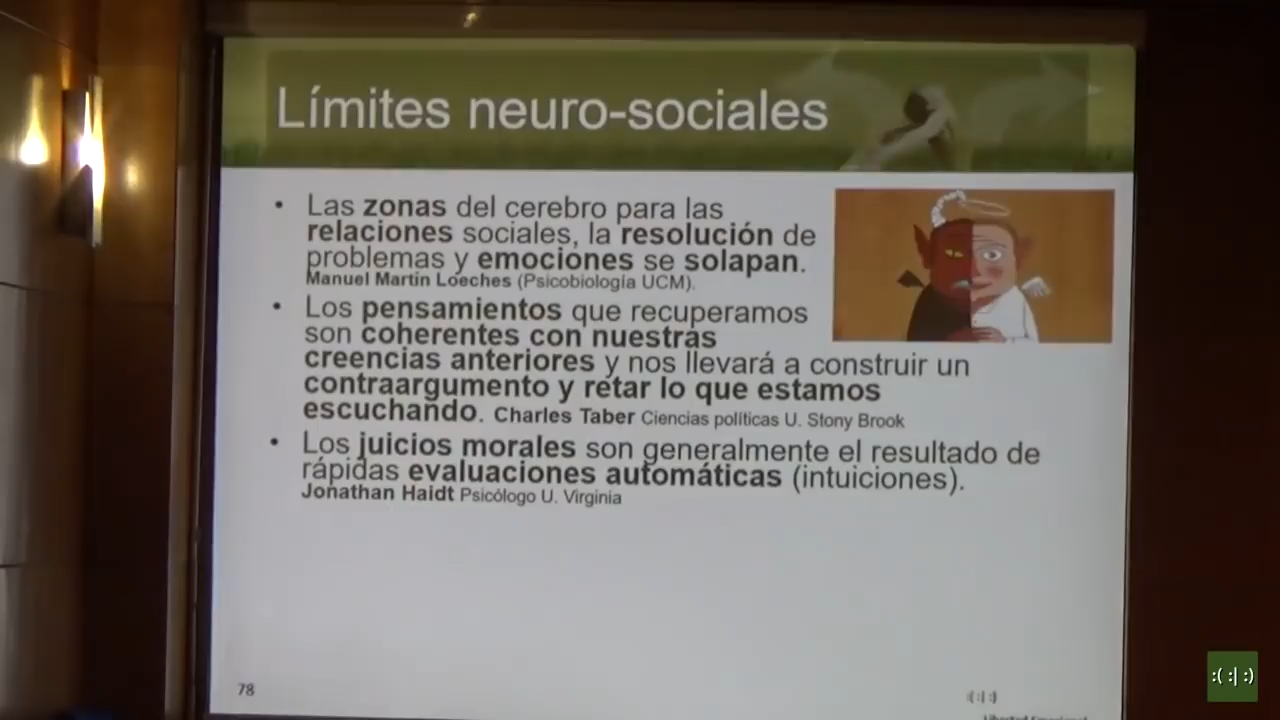 Límites neuro-sociales
• Las zonas del cerebro para las
relaciones sociales, la resolución de
problemas y emociones se solapan.
Manuel Martín Loeches (Psicobiología UCM).
• Los pensamientos que recuperamos
son coherentes con nuestras
creencias anteriores y nos llevará a construir un
contraargumento y retar lo que estamos
escuchando. Charles Taber Ciencias políticas U. Stony Brook
• Los juicios morales son generalmente el resultado de
rápidas evaluaciones automáticas (intuiciones).
Jonathan Haidt Psicólogo U. Virginia
78
:( :| :)
:( :| :)